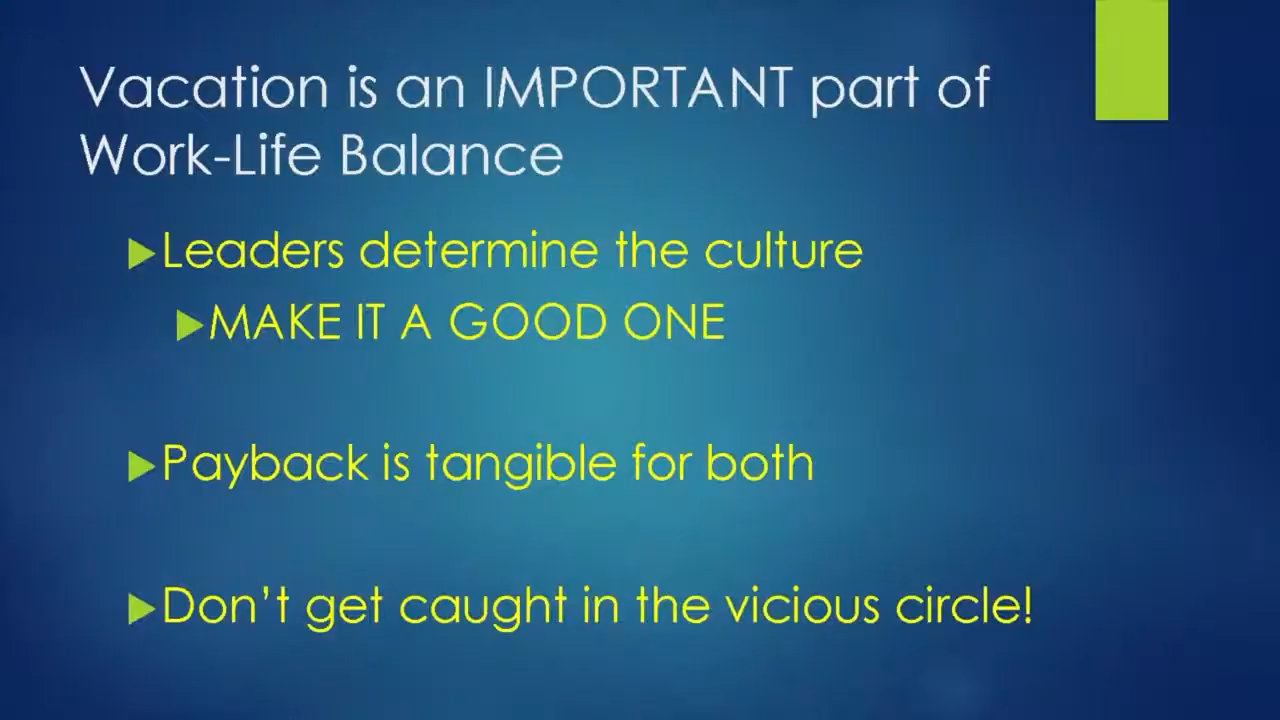 Vacation is an IMPORTANT part of
Work-Life Balance
Leaders determine the culture
MAKE IT A GOOD ONE
Payback is tangible for both
Don’t get caught in the vicious circle!